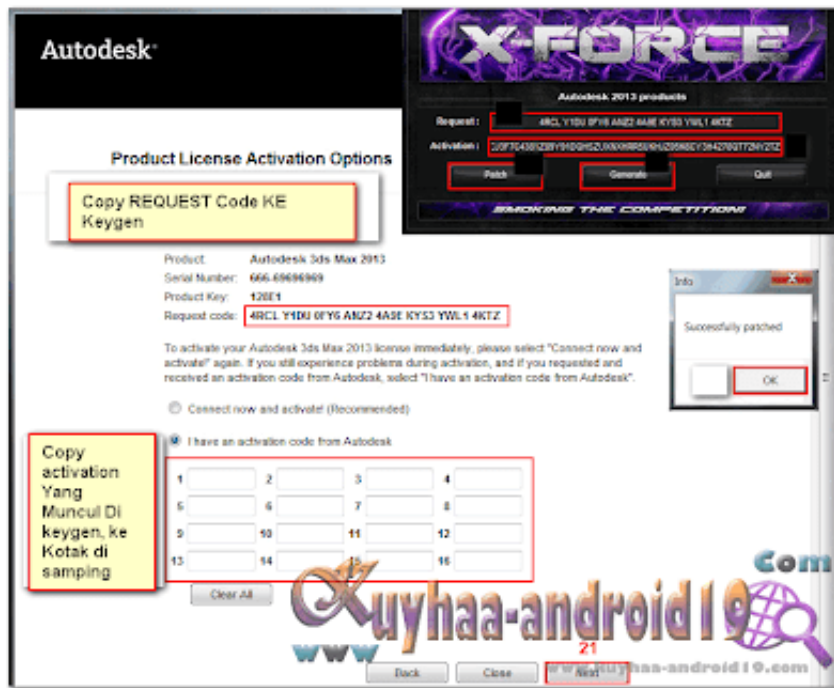 Autodesk
X-FORCE
Autodesk 2013 products
Request : 4RCL Y1DU 0FY6 ANZ2 4A9E KYS3 YWL1 4KTZ
Activation :
Patch
Generate
Quit
SMOKING THE COMPETITION!
Product License Activation Options
Copy REQUEST Code KE
Keygen
Product: Autodesk 3ds Max 2013
Serial Number: 666-69696969
Product Key: 128E1
Request code: 4RCL Y1DU 0FY6 ANZ2 4A9E KYS3 YWL1 4KTZ
Info
Successfully patched
OK
To activate your Autodesk 3ds Max 2013 license immediately, please select "Connect now and
activate!" again. If you still experience problems during activation, and if you requested and
received an activation code from Autodesk, select "I have an activation code from Autodesk".
Connect now and activate! (Recommended)
I have an activation code from Autodesk
Copy
activation
Yang
Muncul Di
keygen, ke
Kotak di
samping
1 2 3 4
5 6 7 8
9 10 11 12
13 14 15 16
Clear All
Kuyhaa-android19
Com
www
21
www.Kuyhaa-android19.com
Back
Close
Next